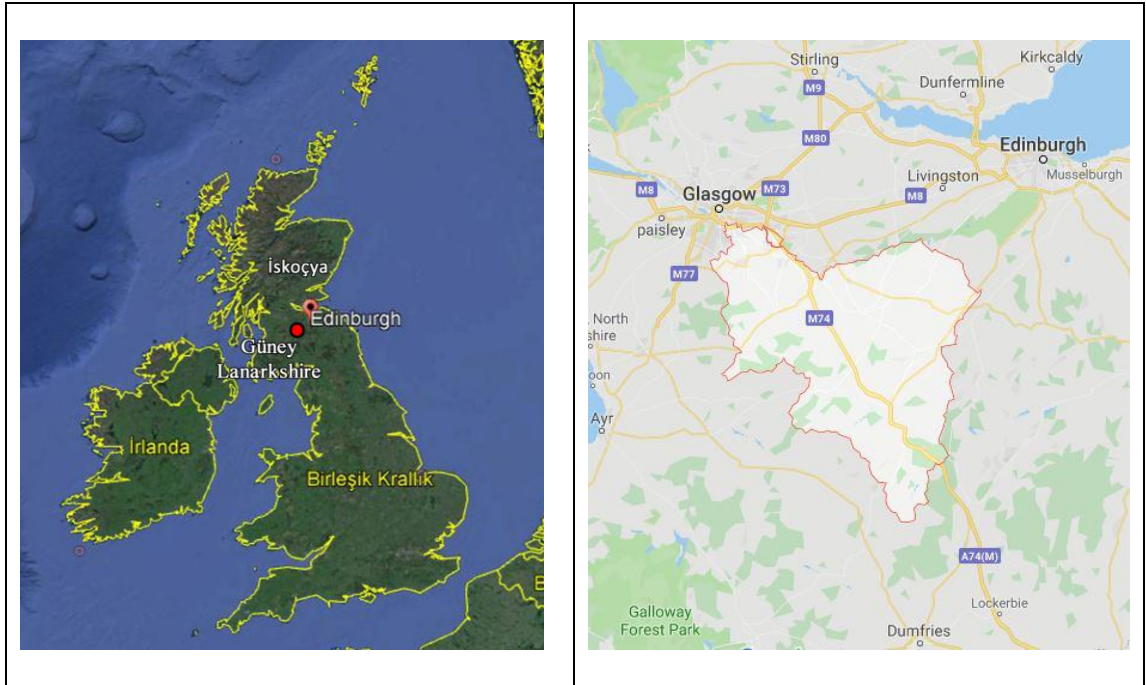 İskoçya
Edinburgh
Güney
Lanarkshire
İrlanda
Birleşik Krallık
B
Stirling
Kirkcaldy
M9
Dunfermline
M80
Edinburgh
Musselburgh
Livingston
M8
M73
M8
Glasgow
paisley
M77
M74
North
shire
oon
Ayr
A74(M)
Lockerbie
Galloway
Forest Park
Dumfries